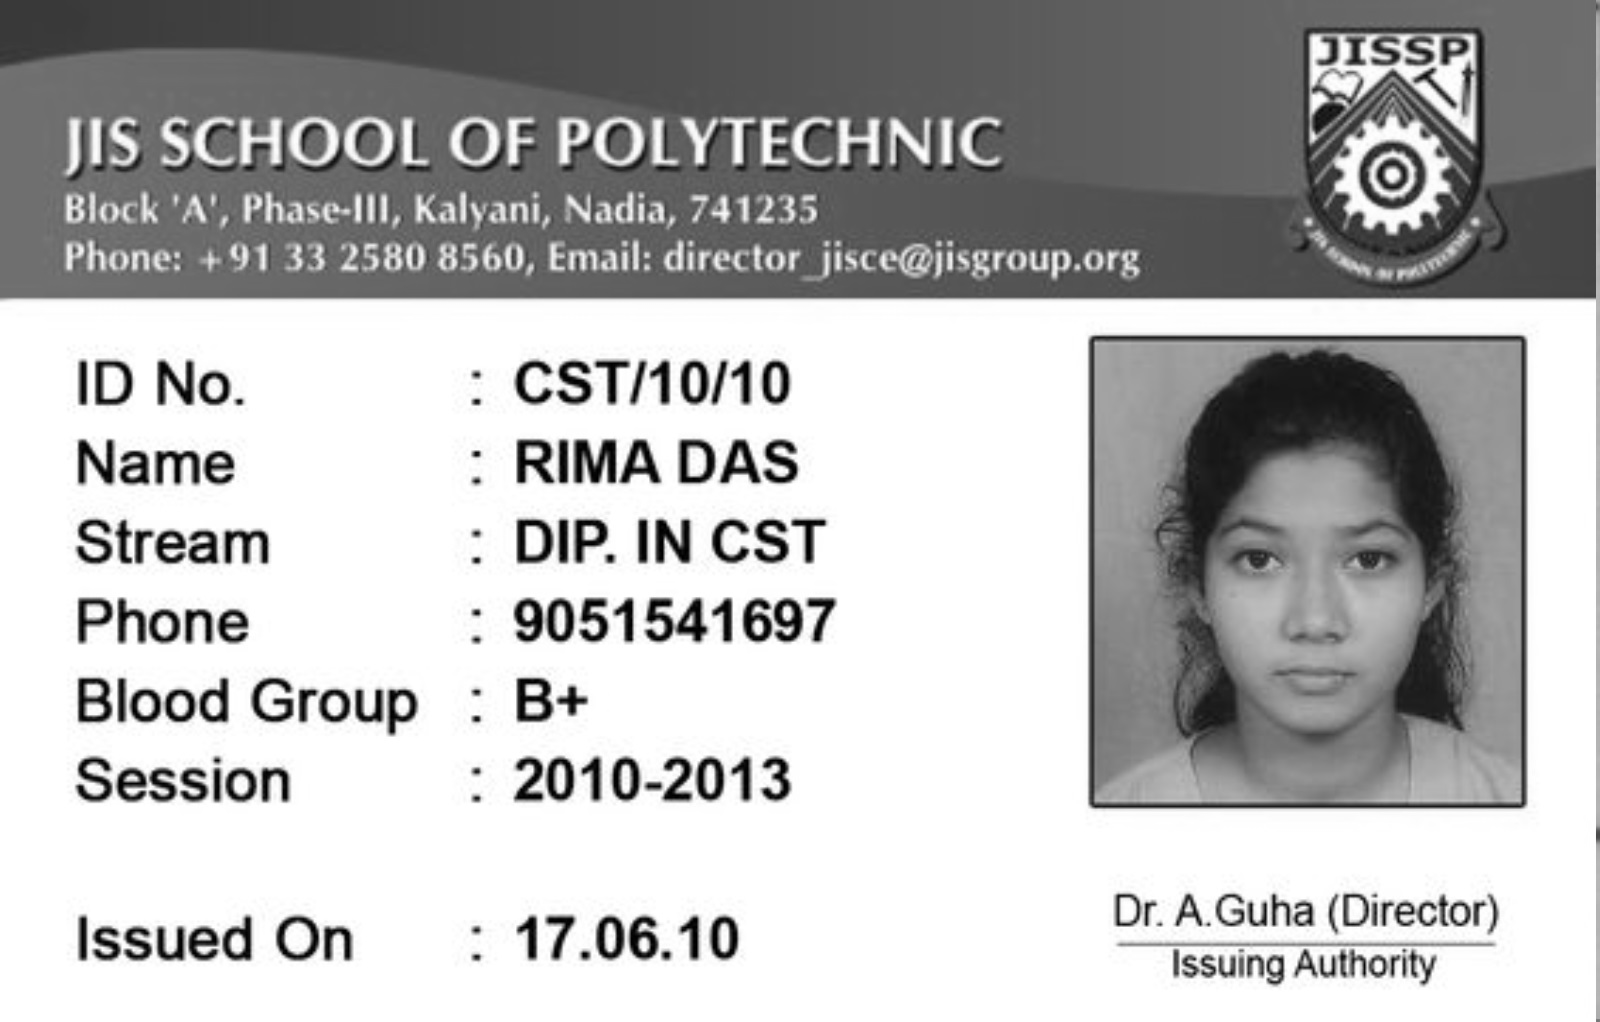 JISSP
JIS SCHOOL OF POLYTECHNIC
Block 'A', Phase-III, Kalyani, Nadia, 741235
Phone: +91 33 2580 8560, Email: director_jisce@jisgroup.org
JIS SCHOOL OF POLYTECHNIC
ID No. : CST/10/10
Name : RIMA DAS
Stream : DIP. IN CST
Phone : 9051541697
Blood Group : B+
Session : 2010-2013
Issued On : 17.06.10
Dr. A.Guha (Director)
Issuing Authority